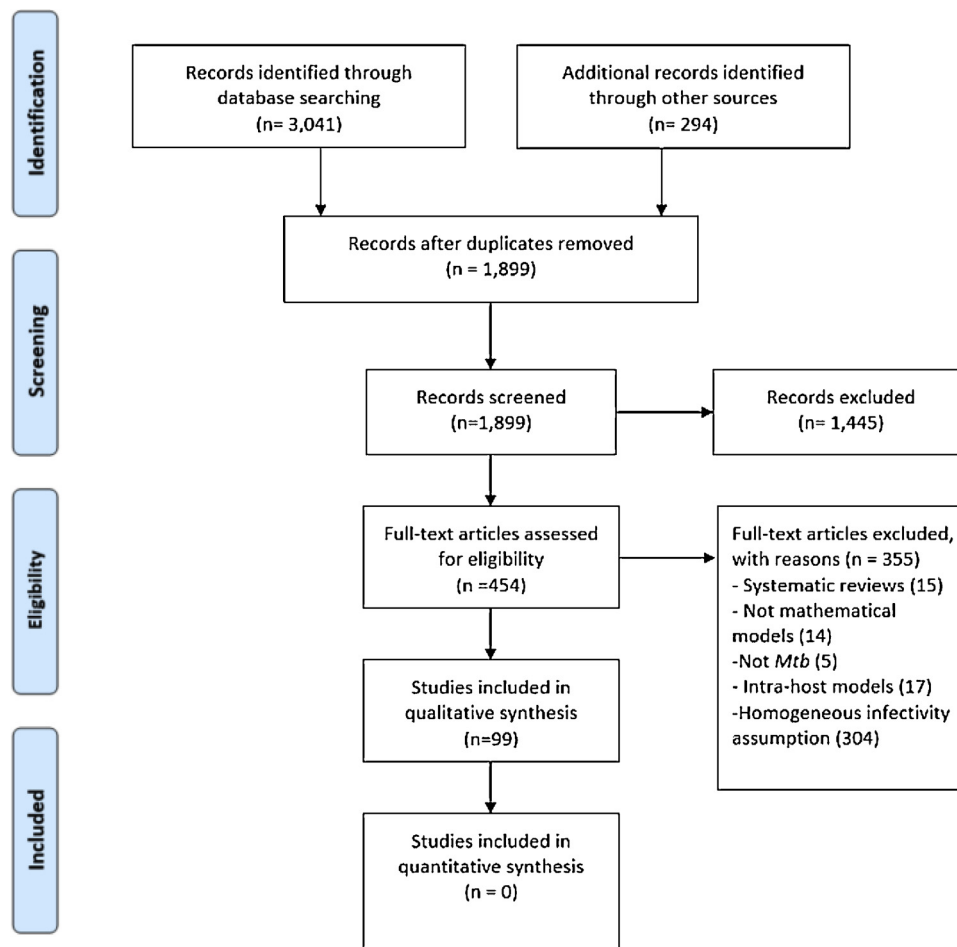 Identification
Records identified through
database searching
(n= 3,041)
Additional records identified
through other sources
(n= 294)
Records after duplicates removed
(n = 1,899)
Screening
Records screened
(n=1,899)
Records excluded
(n= 1,445)
Eligibility
Full-text articles assessed
for eligibility
(n =454)
Full-text articles excluded,
with reasons (n = 355)
- Systematic reviews (15)
- Not mathematical
models (14)
-Not Mtb (5)
- Intra-host models (17)
-Homogeneous infectivity
assumption (304)
Studies included in
qualitative synthesis
(n=99)
Included
Studies included in
quantitative synthesis
(n = 0)